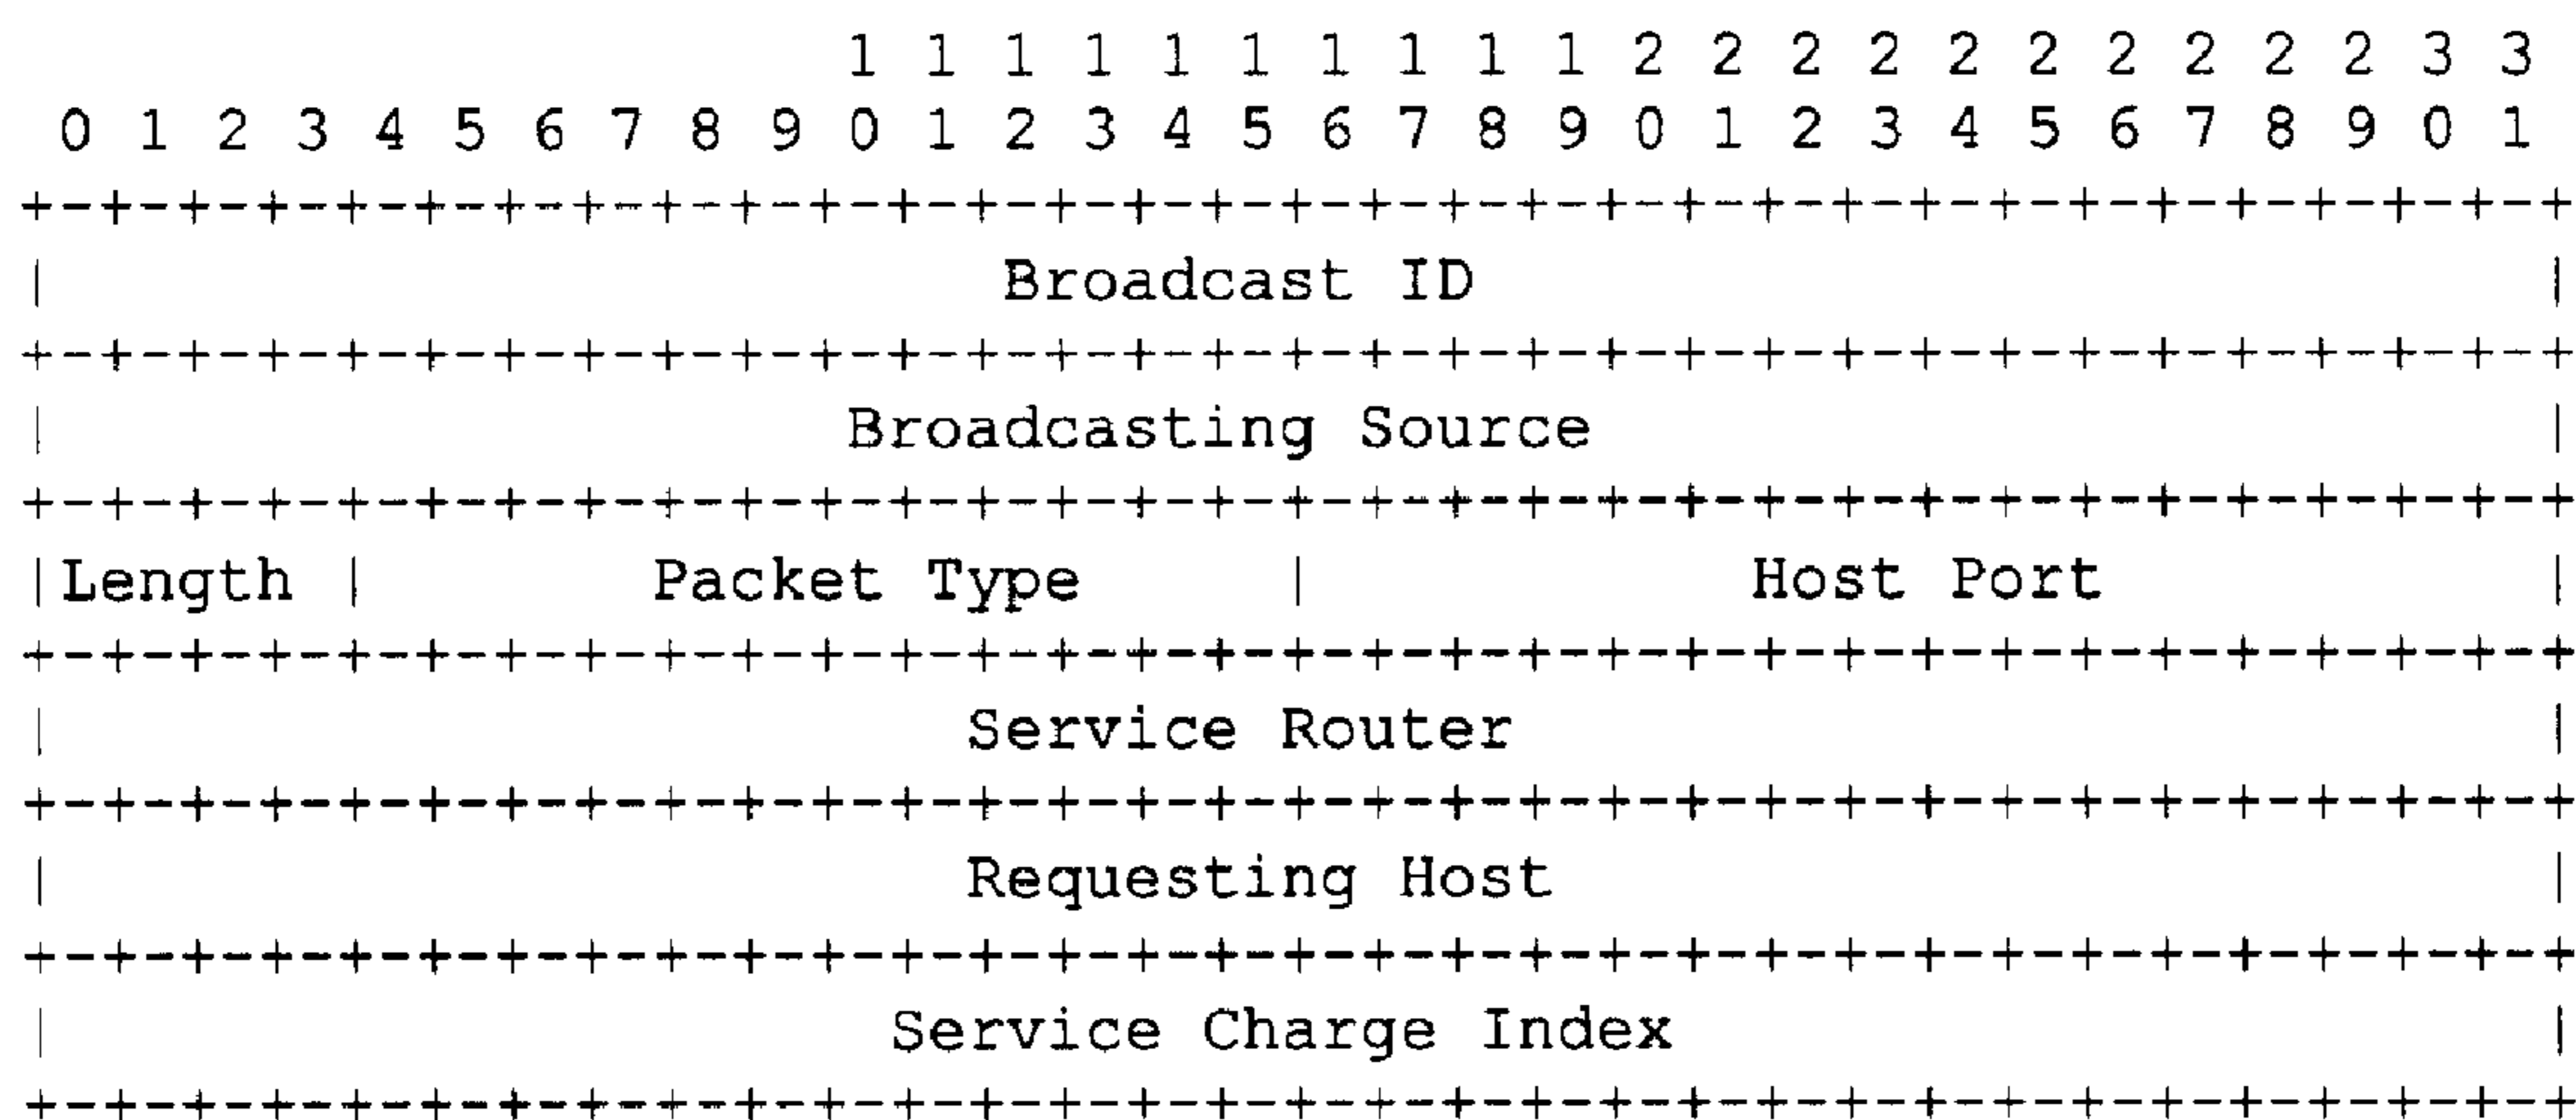 1 1 1 1 1 1 1 1 1 1 2 2 2 2 2 2 2 2 2 2 3 3
 0 1 2 3 4 5 6 7 8 9 0 1 2 3 4 5 6 7 8 9 0 1 2 3 4 5 6 7 8 9 0 1
+-+-+-+-+-+-+-+-+-+-+-+-+-+-+-+-+-+-+-+-+-+-+-+-+-+-+-+-+-+-+-+-+
|                        Broadcast ID                           |
+-+-+-+-+-+-+-+-+-+-+-+-+-+-+-+-+-+-+-+-+-+-+-+-+-+-+-+-+-+-+-+-+
|                    Broadcasting Source                        |
+-+-+-+-+-+-+-+-+-+-+-+-+-+-+-+-+-+-+-+-+-+-+-+-+-+-+-+-+-+-+-+-+
|Length |       Packet Type     |           Host Port           |
+-+-+-+-+-+-+-+-+-+-+-+-+-+-+-+-+-+-+-+-+-+-+-+-+-+-+-+-+-+-+-+-+
|                       Service Router                          |
+-+-+-+-+-+-+-+-+-+-+-+-+-+-+-+-+-+-+-+-+-+-+-+-+-+-+-+-+-+-+-+-+
|                       Requesting Host                         |
+-+-+-+-+-+-+-+-+-+-+-+-+-+-+-+-+-+-+-+-+-+-+-+-+-+-+-+-+-+-+-+-+
|                     Service Charge Index                      |
+-+-+-+-+-+-+-+-+-+-+-+-+-+-+-+-+-+-+-+-+-+-+-+-+-+-+-+-+-+-+-+-+